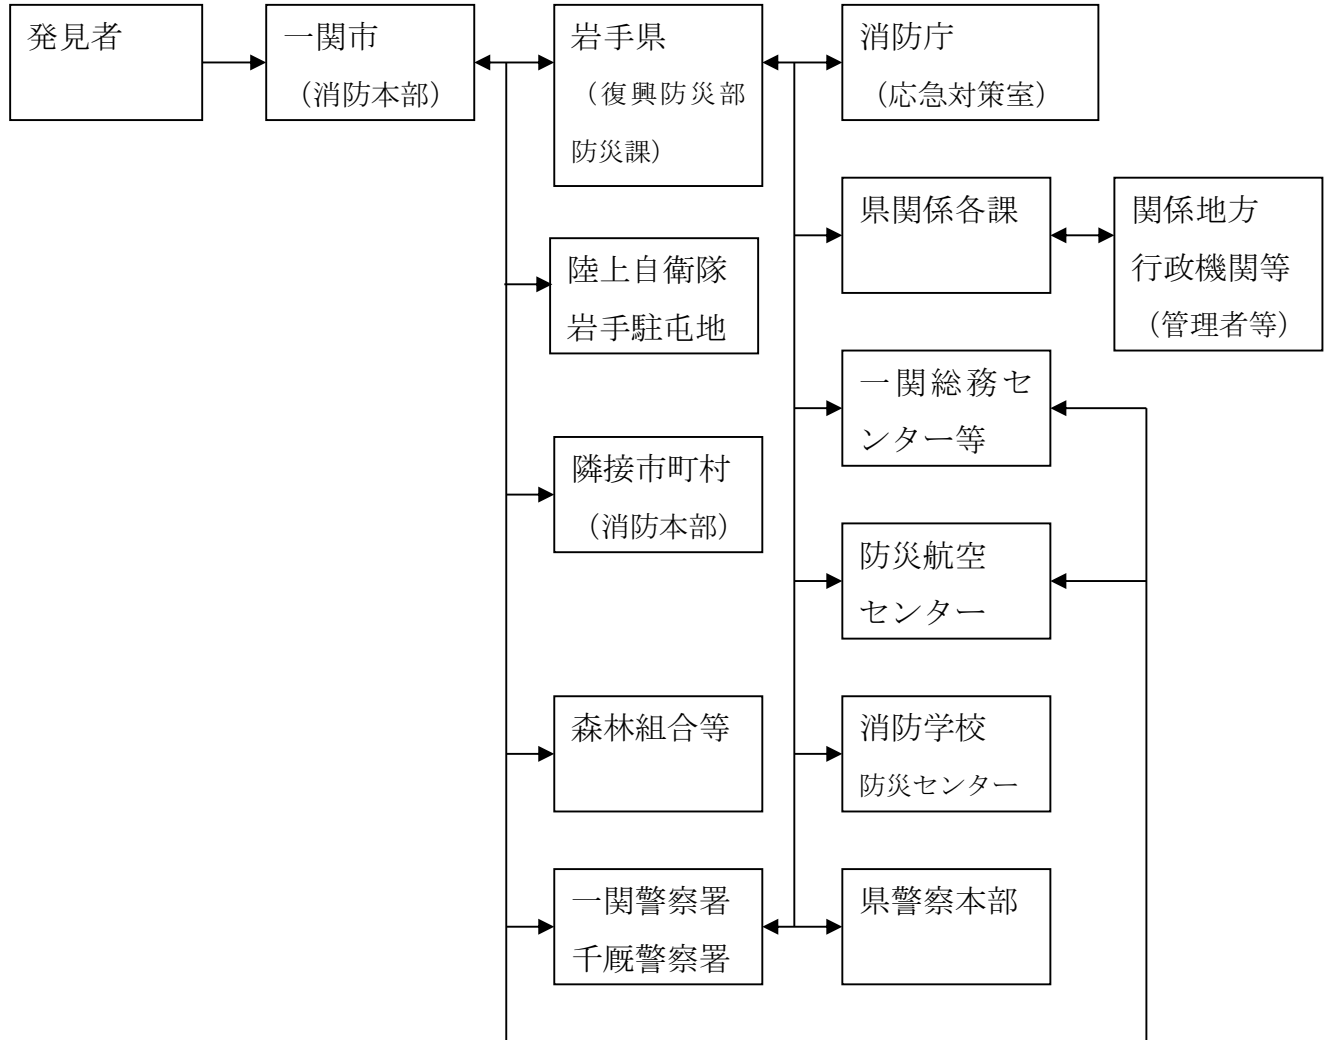 発見者
一関市
（消防本部）
岩手県
（復興防災部
防災課）
消防庁
（応急対策室）
県関係各課
関係地方
行政機関等
（管理者等）
陸上自衛隊
岩手駐屯地
一関総務セ
ンター等
隣接市町村
（消防本部）
防災航空
センター
森林組合等
消防学校
防災センター
一関警察署
千厩警察署
県警察本部